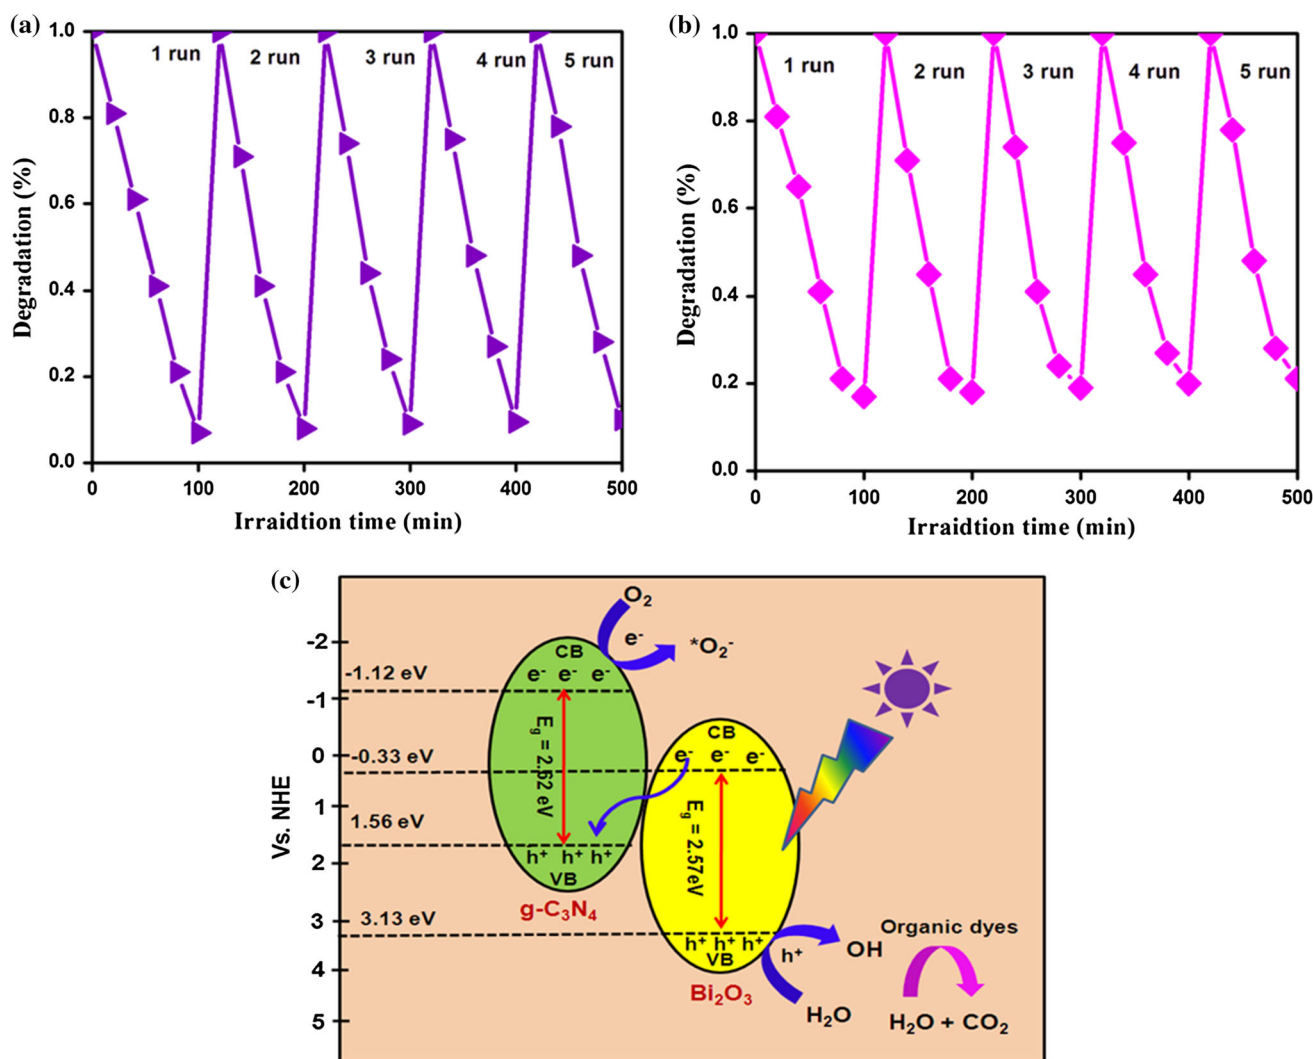 (a)
1.0
0.8
0.6
0.4
0.2
0.0
Degradation (%)
1 run
2 run
3 run
4 run
5 run
0
100
200
300
400
500
Irraidtion time (min)
(b)
1.0
0.8
0.6
0.4
0.2
0.0
Degradation (%)
1 run
2 run
3 run
4 run
5 run
0
100
200
300
400
500
Irraidtion time (min)
(c)
Vs. NHE
-2
-1
0
1
2
3
4
5
-1.12 eV
-0.33 eV
1.56 eV
3.13 eV
O₂
e⁻
*O₂⁻
CB
e⁻ e⁻ e⁻
E₉ = 2.62 eV
h⁺ h⁺ h⁺
VB
g-C₃N₄
CB
e⁻ e⁻ e⁻
E₉ = 2.57eV
h⁺ h⁺ h⁺
VB
Bi₂O₃
h⁺
OH
H₂O
Organic dyes
H₂O + CO₂